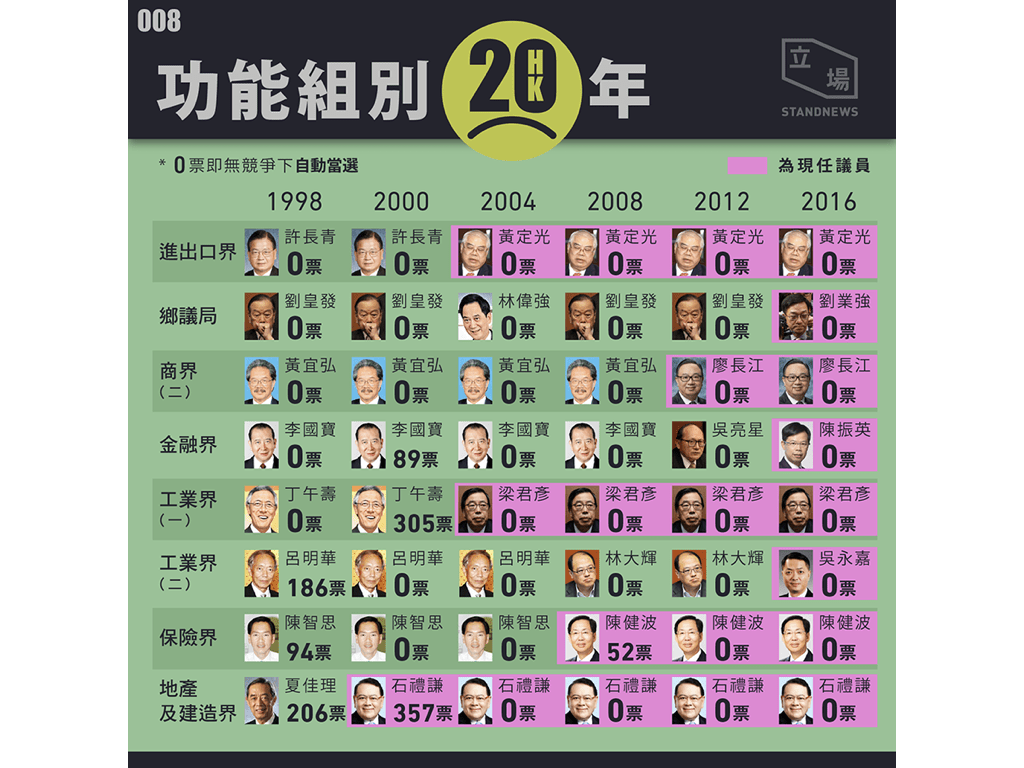 008
功能組別 20 HK 年
立場
STANDNEWS
* 0票即無競爭下自動當選
為現任議員
1998 2000 2004 2008 2012 2016
進出口界
許長青 許長青 黃定光 黃定光 黃定光 黃定光
0票 0票 0票 0票 0票 0票
鄉議局
劉皇發 劉皇發 林偉強 劉皇發 劉皇發 劉業強
0票 0票 0票 0票 0票 0票
商界
(二)
黃宜弘 黃宜弘 黃宜弘 黃宜弘 廖長江 廖長江
0票 0票 0票 0票 0票 0票
金融界
李國寶 李國寶 李國寶 李國寶 吳亮星 陳振英
0票 89票 0票 0票 0票 0票
工業界
(一)
丁午壽 丁午壽 梁君彥 梁君彥 梁君彥 梁君彥
0票 305票 0票 0票 0票 0票
工業界
(二)
呂明華 呂明華 呂明華 林大輝 林大輝 吳永嘉
186票 0票 0票 0票 0票 0票
保險界
陳智思 陳智思 陳智思 陳健波 陳健波 陳健波
94票 0票 0票 52票 0票 0票
地產
及建造界
夏佳理 石禮謙 石禮謙 石禮謙 石禮謙 石禮謙
206票 357票 0票 0票 0票 0票